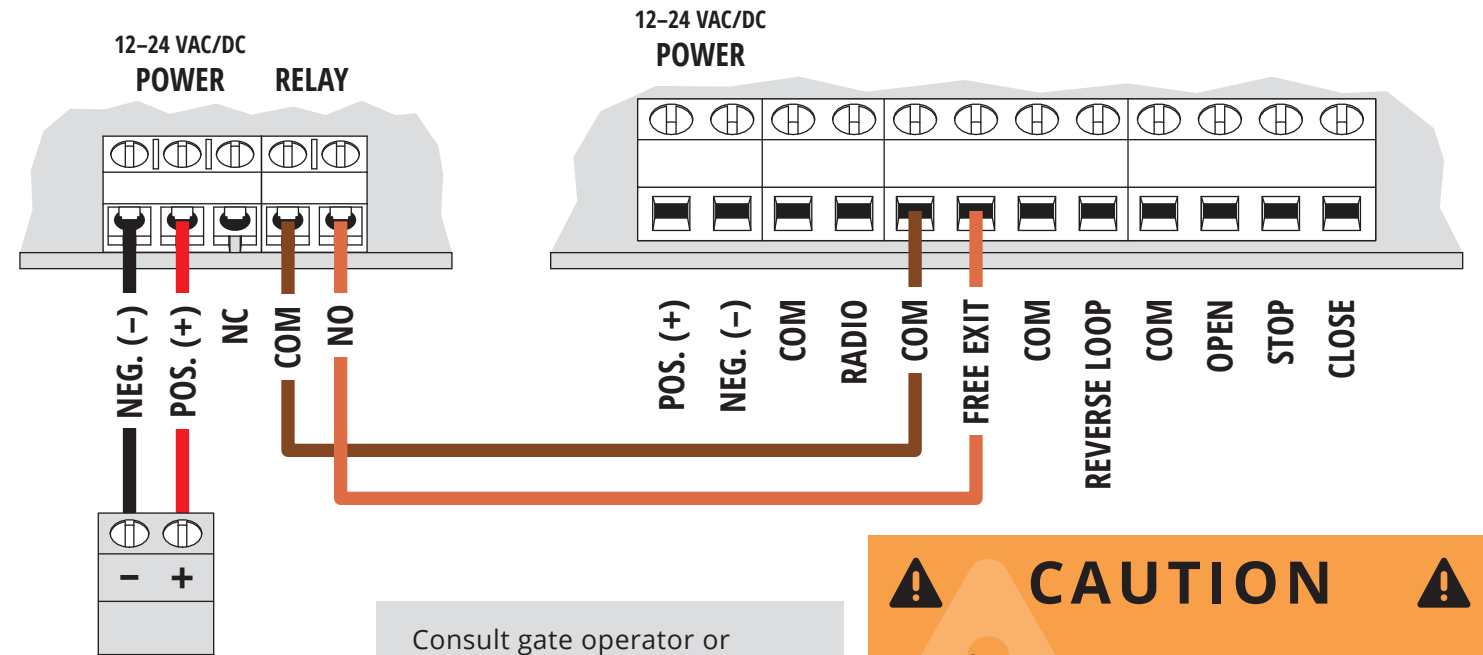 12–24 VAC/DC
POWER
RELAY
NEG. (–)
POS. (+)
NC
COM
NO
– +
12–24 VAC/DC
POWER
POS. (+)
NEG. (–)
COM
RADIO
COM
FREE EXIT
COM
REVERSE LOOP
COM
OPEN
STOP
CLOSE
Consult gate operator or
CAUTION